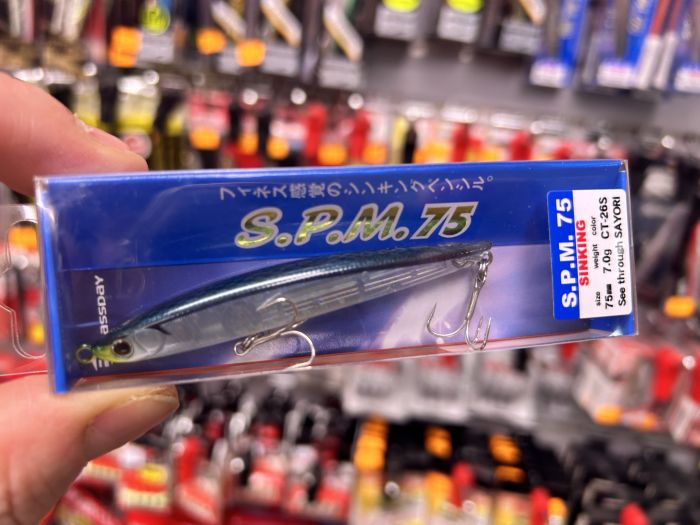 フィネス感覚のシンキングペンシル。
S.P.M. 75
assday
S.P.M. 75
SINKING
size weight color
75mm 7.0g CT-26S
See through SAYORI